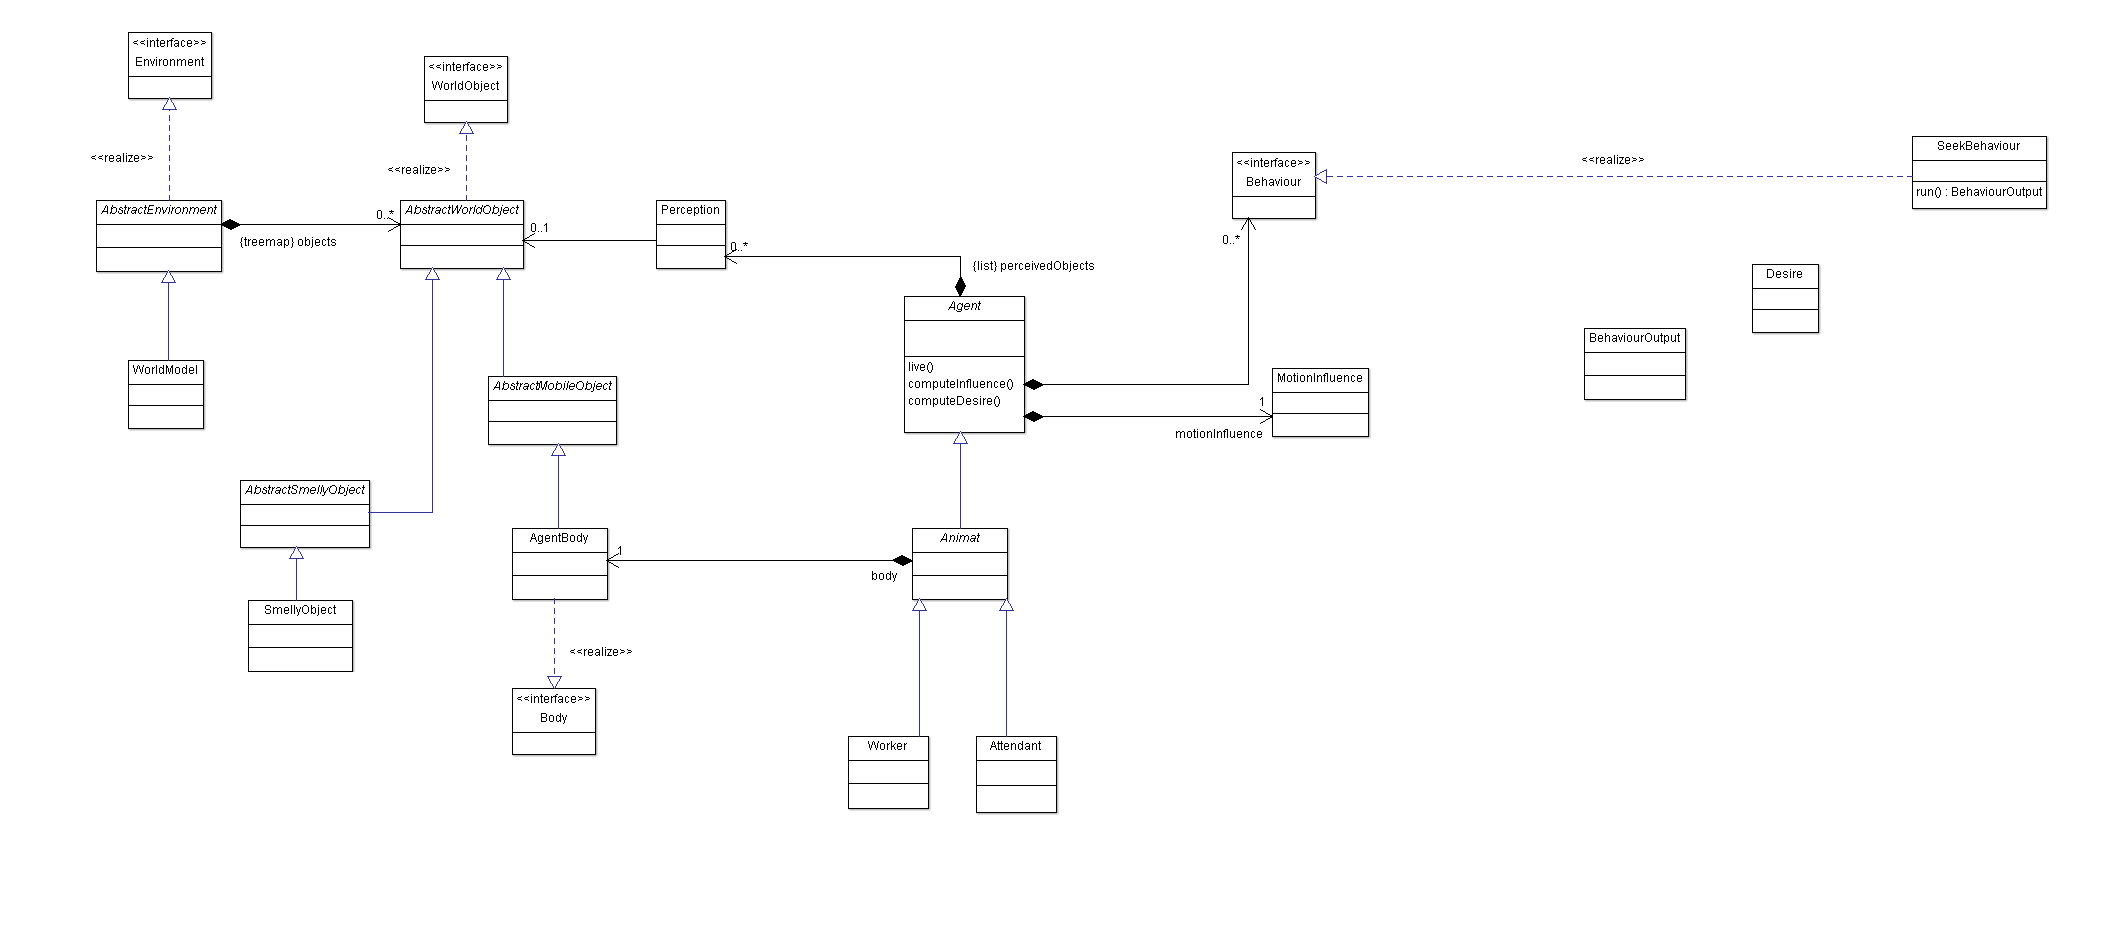 <<interface>>
Environment
<<interface>>
WorldObject
<<realize>>
<<realize>>
AbstractEnvironment
{treemap} objects
0..*
AbstractWorldObject
0..1
Perception
0..*
{list} perceivedObjects
<<interface>>
Behaviour
0..*
<<realize>>
SeekBehaviour
run() : BehaviourOutput
Desire
BehaviourOutput
Agent
live()
computeInfluence()
computeDesire()
MotionInfluence
1
motionInfluence
WorldModel
AbstractMobileObject
AbstractSmellyObject
SmellyObject
AgentBody
1
body
Animat
<<realize>>
<<interface>>
Body
Worker
Attendant